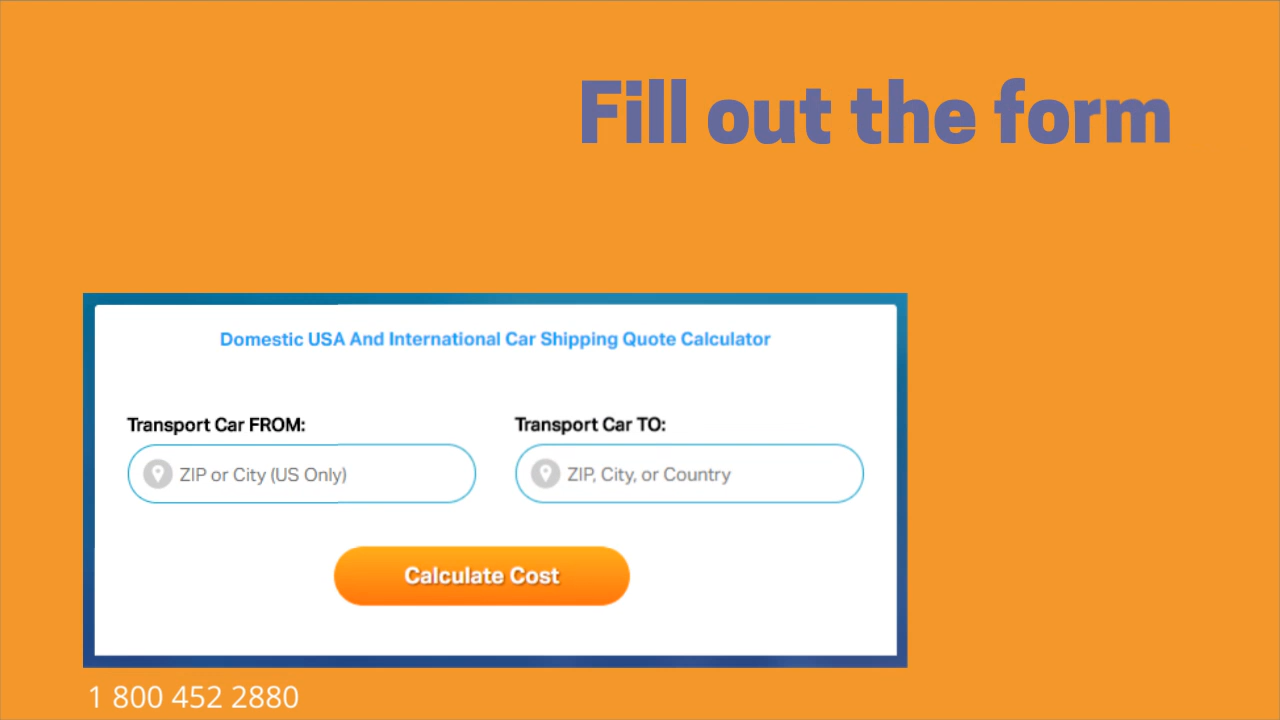 Fill out the form
Domestic USA And International Car Shipping Quote Calculator
Transport Car FROM:
ZIP or City (US Only)
Transport Car TO:
ZIP, City, or Country
Calculate Cost
1 800 452 2880